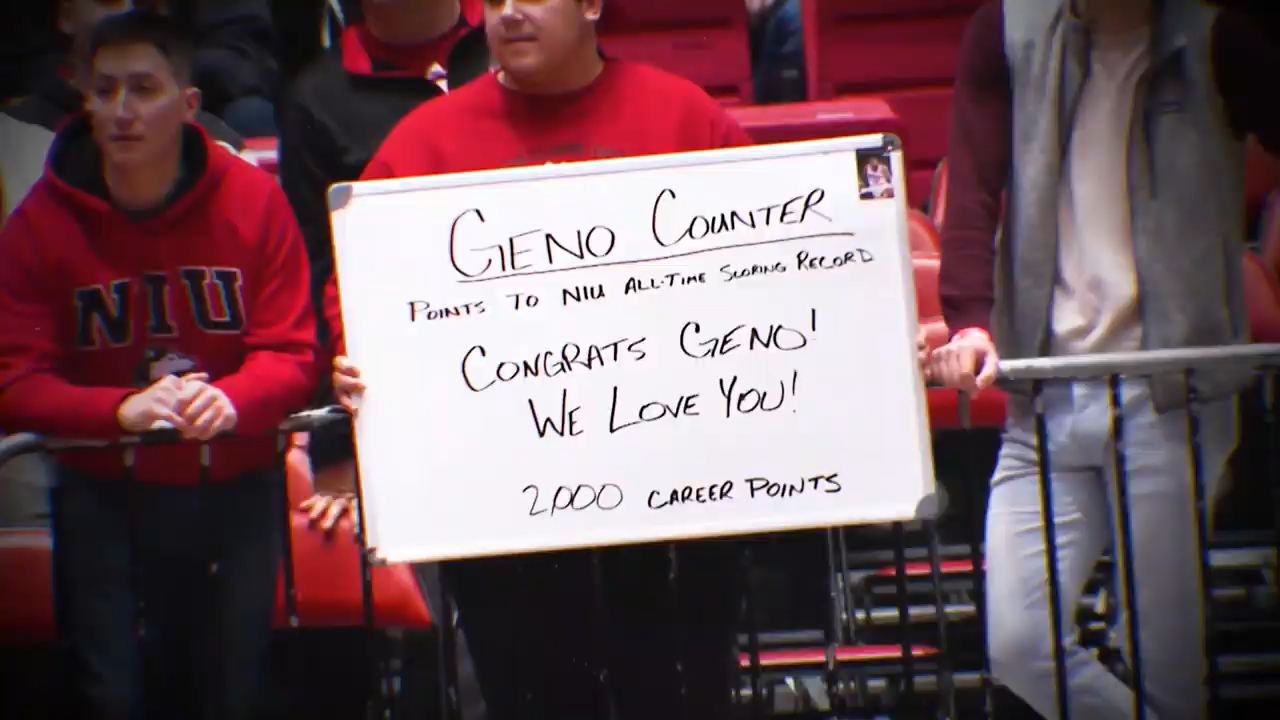 GENO COUNTER
POINTS TO NIU ALL-TIME SCORING RECORD
CONGRATS GENO!
WE LOVE YOU!
2,000 CAREER POINTS
NIU